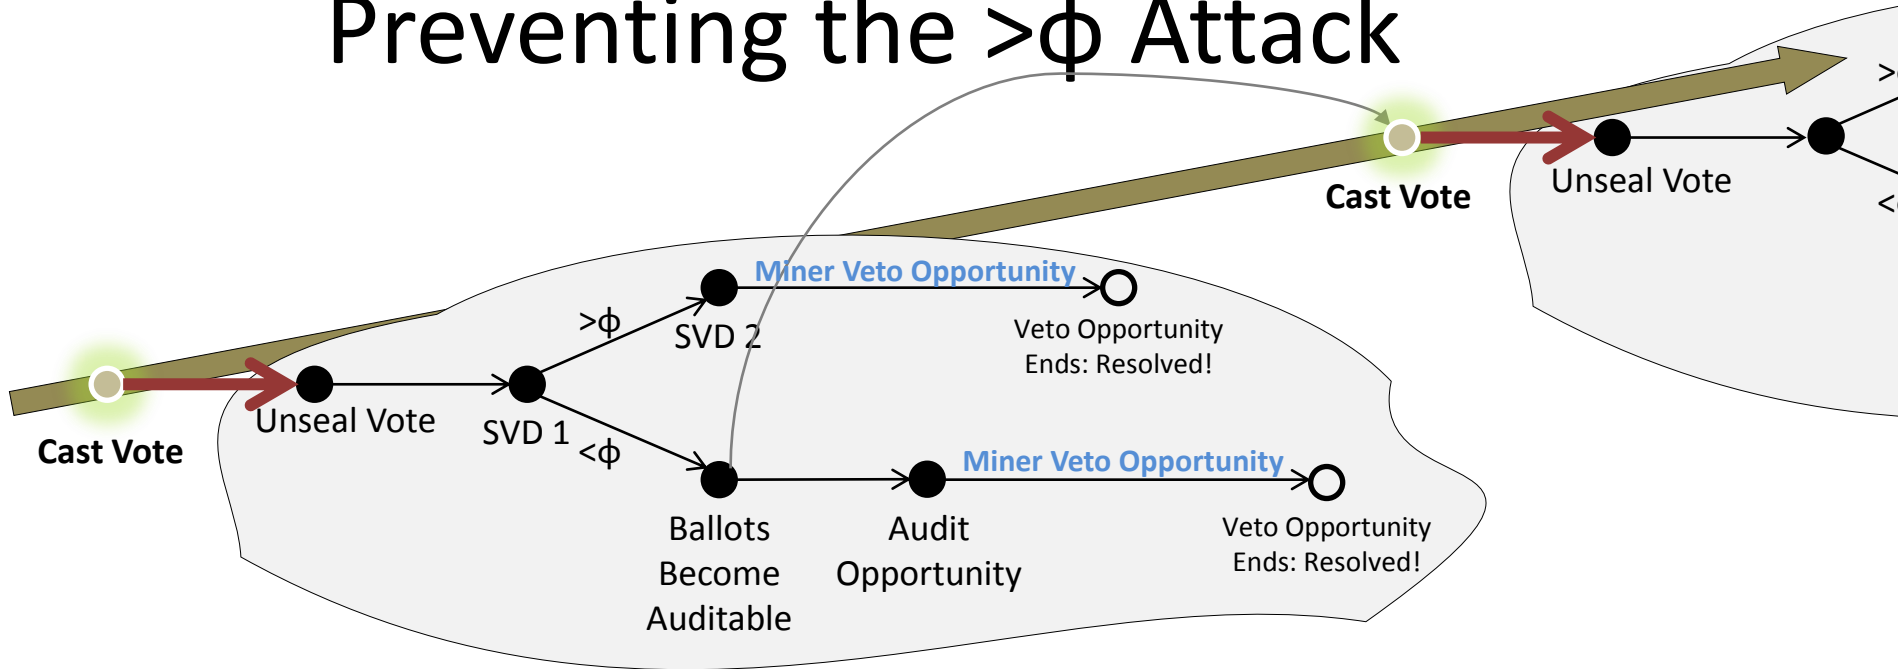 Preventing the >ϕ Attack
Cast Vote
Unseal Vote
Miner Veto Opportunity
>ϕ
SVD 2
Veto Opportunity
Ends: Resolved!
Cast Vote
Unseal Vote
SVD 1
<ϕ
Miner Veto Opportunity
Ballots
Become
Auditable
Audit
Opportunity
Veto Opportunity
Ends: Resolved!